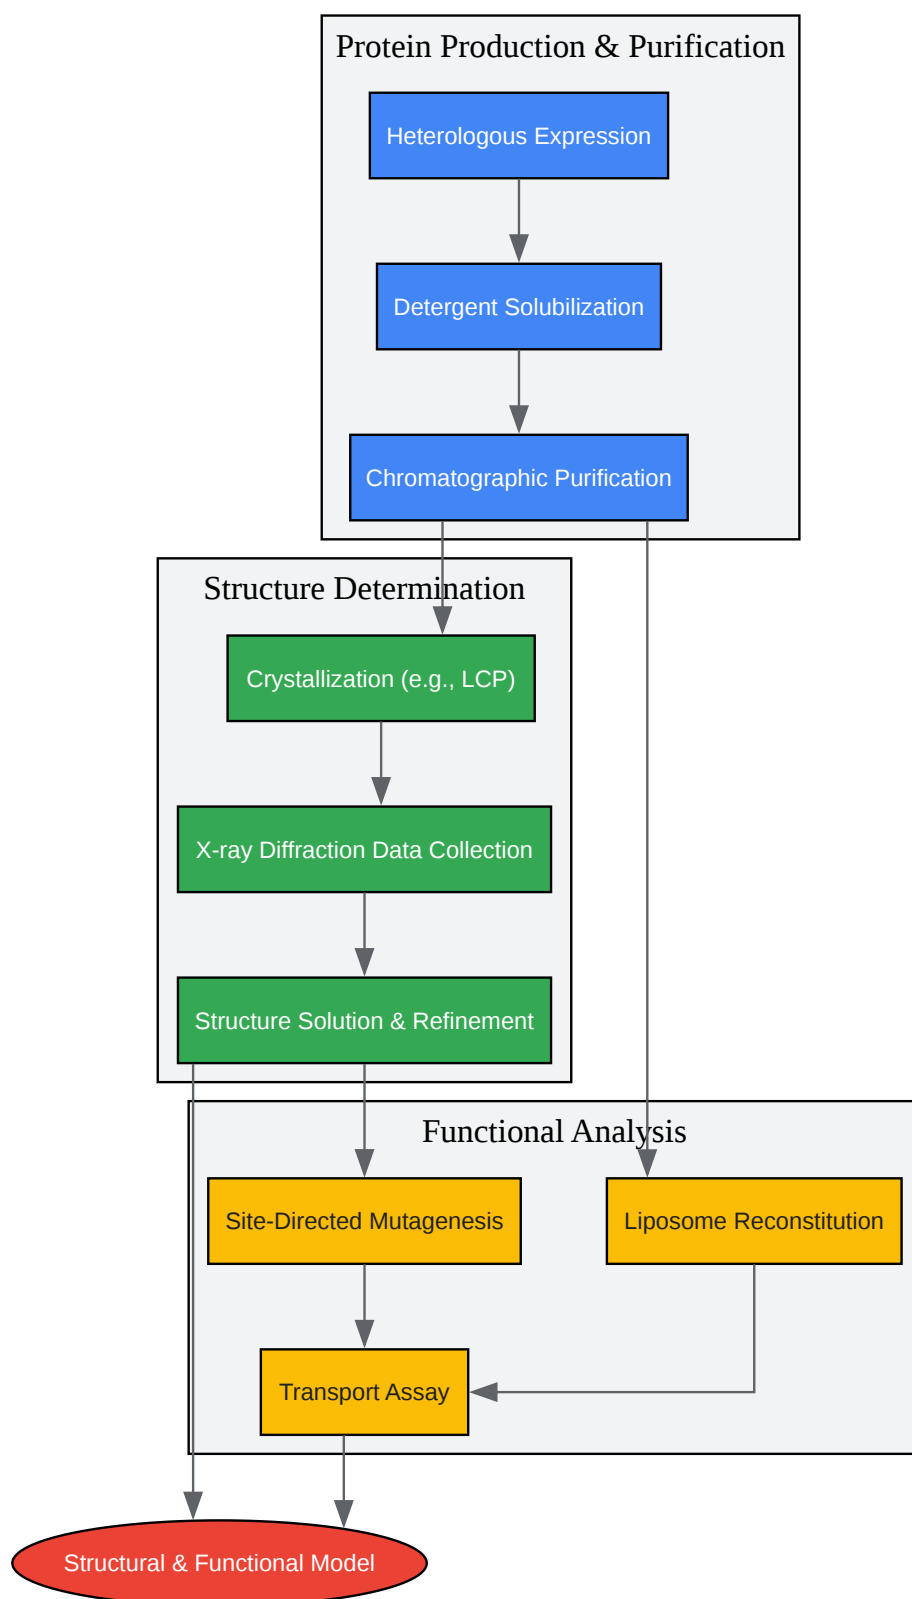 Protein Production & Purification
Heterologous Expression
Detergent Solubilization
Chromatographic Purification
Structure Determination
Crystallization (e.g., LCP)
X-ray Diffraction Data Collection
Structure Solution & Refinement
Functional Analysis
Site-Directed Mutagenesis
Liposome Reconstitution
Transport Assay
Structural & Functional Model